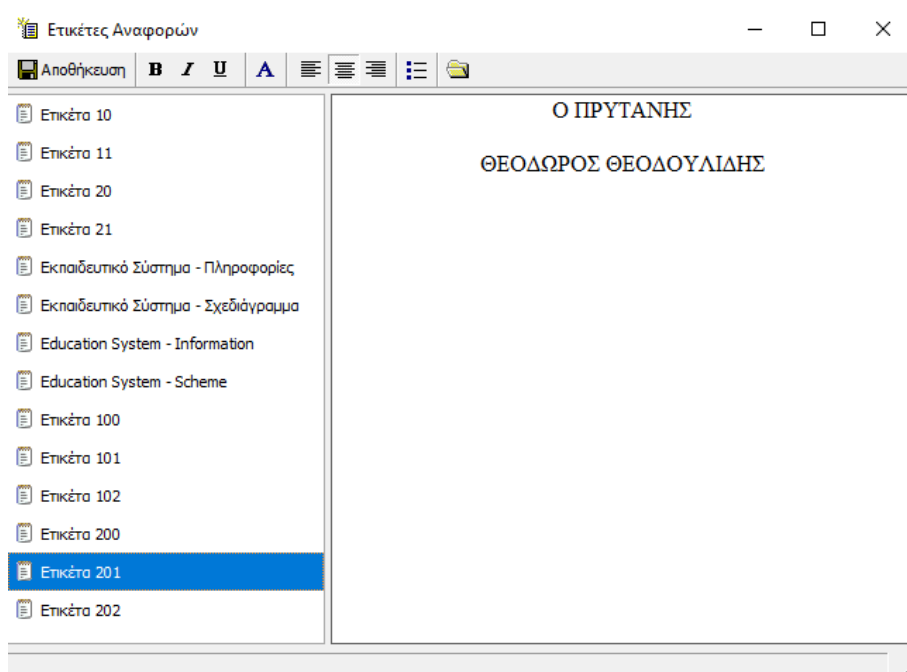 Ετικέτες Αναφορών
Αποθήκευση B I U A
Ετικέτα 10
Ετικέτα 11
Ετικέτα 20
Ετικέτα 21
Εκπαιδευτικό Σύστημα - Πληροφορίες
Εκπαιδευτικό Σύστημα - Σχεδιάγραμμα
Education System - Information
Education System - Scheme
Ετικέτα 100
Ετικέτα 101
Ετικέτα 102
Ετικέτα 200
Ετικέτα 201
Ετικέτα 202
Ο ΠΡΥΤΑΝΗΣ
ΘΕΟΔΩΡΟΣ ΘΕΟΔΟΥΛΙΔΗΣ